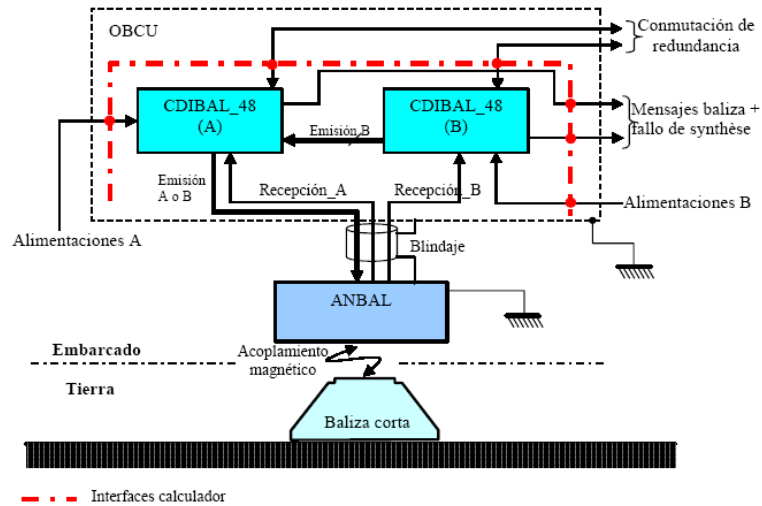 OBCU
Conmutación de
redundancia
CDIBAL_48
(A)
CDIBAL_48
(B)
Emisión_B
Mensajes baliza +
fallo de synthèse
Emisión
A o B
Recepción_A
Recepción_B
Alimentaciones B
Alimentaciones A
Blindaje
ANBAL
Embarcado
Acoplamiento
magnético
Tierra
Baliza corta
Interfaces calculador